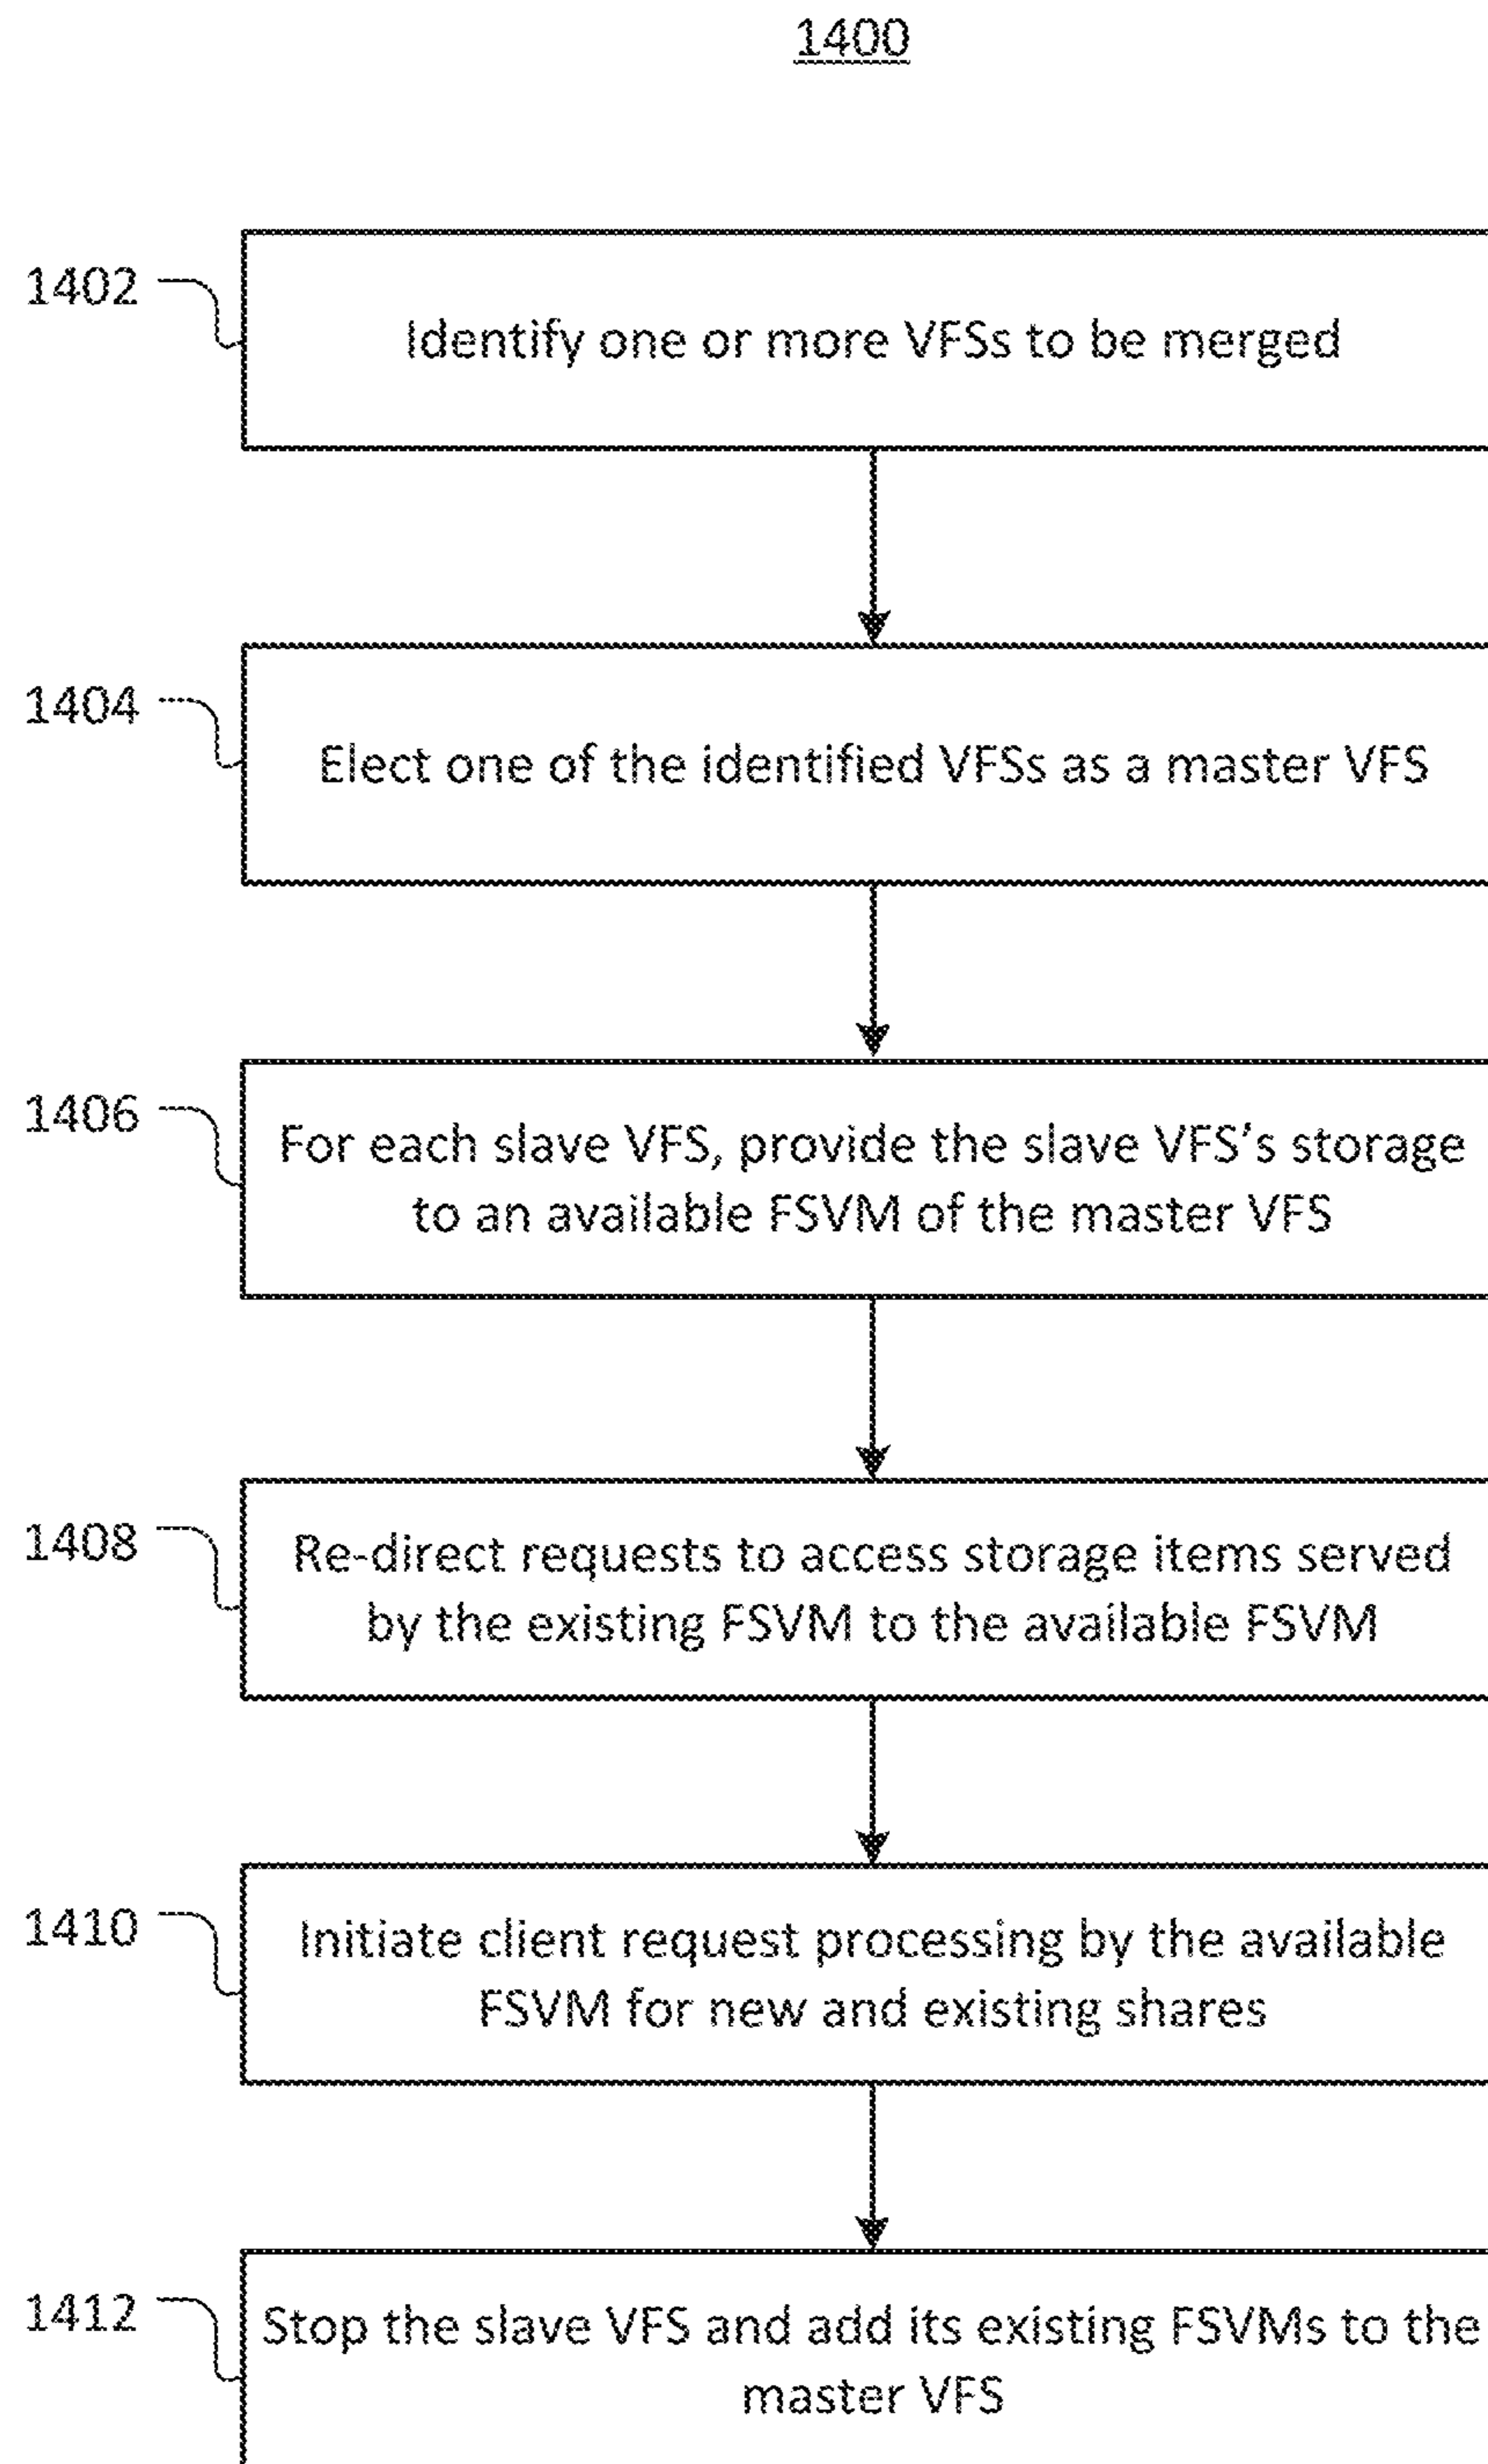 1400
1402
Identify one or more VFSs to be merged
1404
Elect one of the identified VFSs as a master VFS
1406
For each slave VFS, provide the slave VFS's storage
to an available FSVM of the master VFS
1408
Re-direct requests to access storage items served
by the existing FSVM to the available FSVM
1410
Initiate client request processing by the available
FSVM for new and existing shares
1412
Stop the slave VFS and add its existing FSVMs to the
master VFS